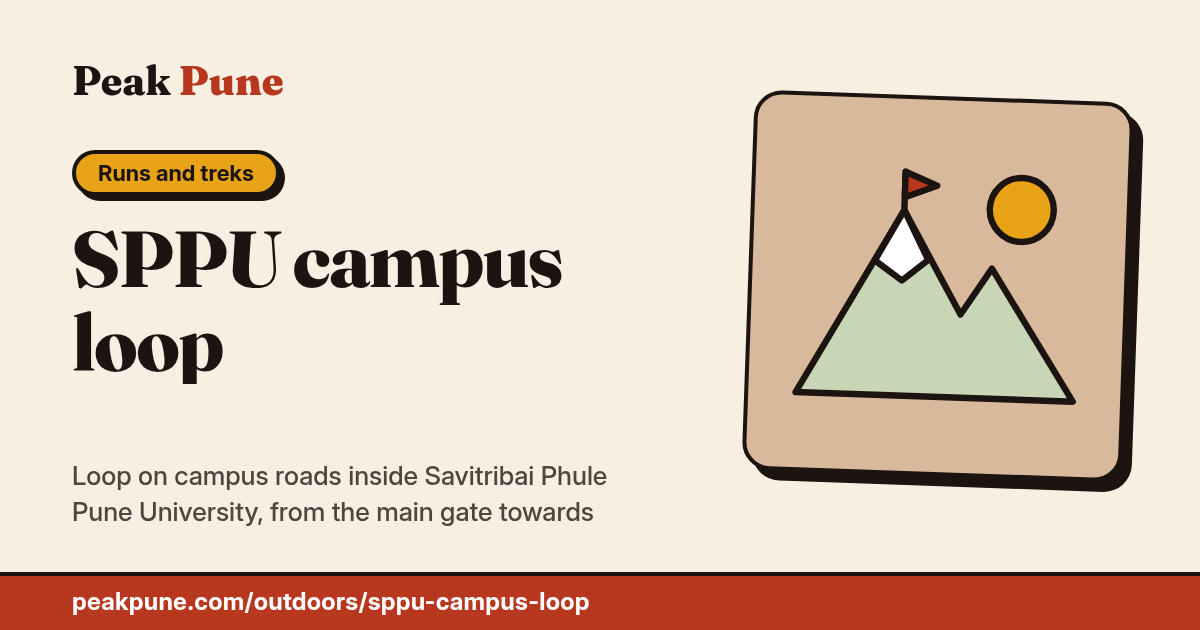 Peak Pune
Runs and treks
SPPU campus
loop
Loop on campus roads inside Savitribai Phule
Pune University, from the main gate towards
peakpune.com/outdoors/sppu-campus-loop